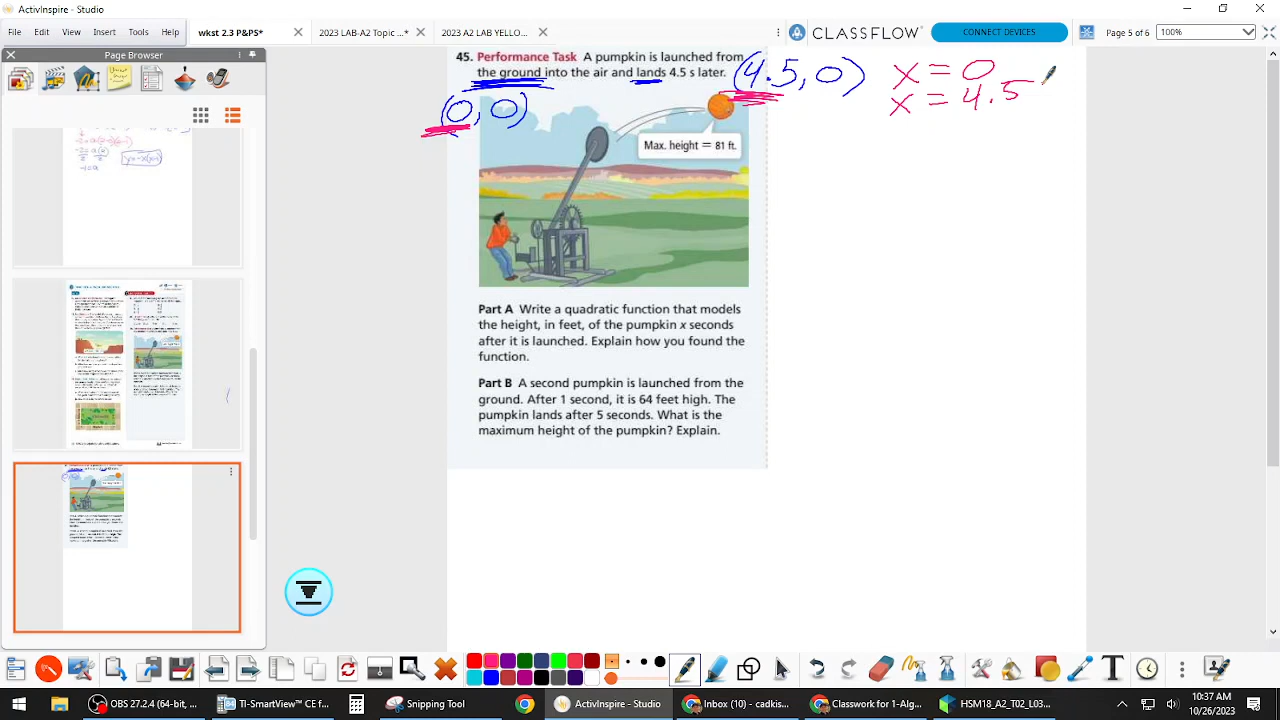 ActivInspire - Studio
wkst 2.3 P&PS*
2023 LAB-A2 TOC ...*
2023 A2 LAB YELLO...
CLASSFLOW
CONNECT DEVICES
Page 5 of 6
100%
File Edit View Insert Tools Help
Page Browser
45. Performance Task A pumpkin is launched from
the ground into the air and lands 4.5 s later.
(4.5, 0)
x = 0
(0, 0)
x = 4.5
Max. height = 81 ft.
Part A Write a quadratic function that models
the height, in feet, of the pumpkin x seconds
after it is launched. Explain how you found the
function.
Part B A second pumpkin is launched from the
ground. After 1 second, it is 64 feet high. The
pumpkin lands after 5 seconds. What is the
maximum height of the pumpkin? Explain.
OBS 27.2.4 (64-bit, ...
TI-SmartView™ CE f...
Snipping Tool
ActivInspire - Studio
Inbox (10) - cadkis...
Classwork for 1-Alg...
HSM18_A2_T02_L03...
10:37 AM
10/26/2023